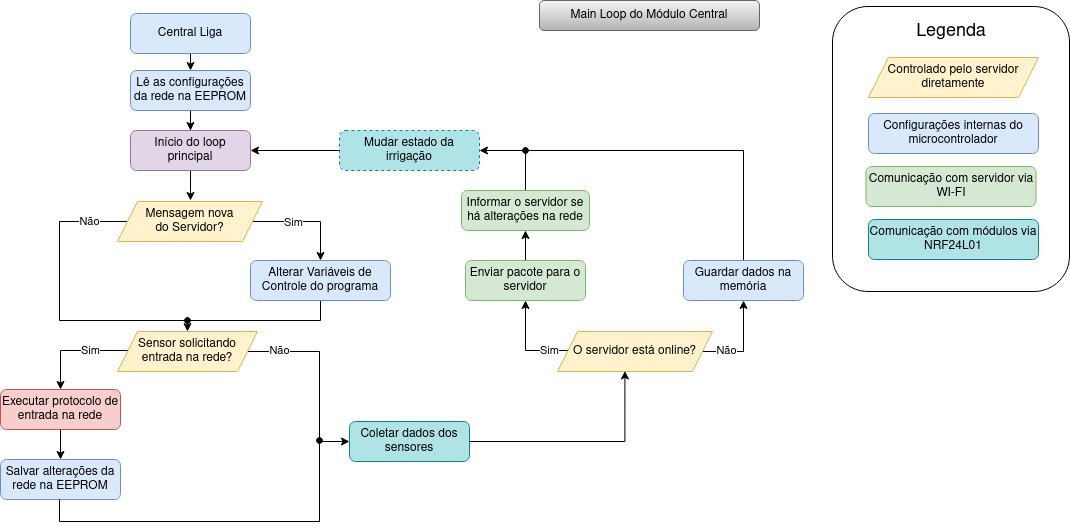 Main Loop do Módulo Central
Central Liga
Lê as configurações
da rede na EEPROM
Início do loop
principal
Mudar estado da
irrigação
Mensagem nova
do Servidor?
Não
Sim
Alterar Variáveis de
Controle do programa
Informar o servidor se
há alterações na rede
Enviar pacote para o
servidor
Guardar dados na
memória
Sensor solicitando
entrada na rede?
Sim
Não
O servidor está online?
Sim
Não
Executar protocolo de
entrada na rede
Coletar dados dos
sensores
Salvar alterações da
rede na EEPROM
Legenda
Controlado pelo servidor
diretamente
Configurações internas do
microcontrolador
Comunicação com servidor via
WI-FI
Comunicação com módulos via
NRF24L01